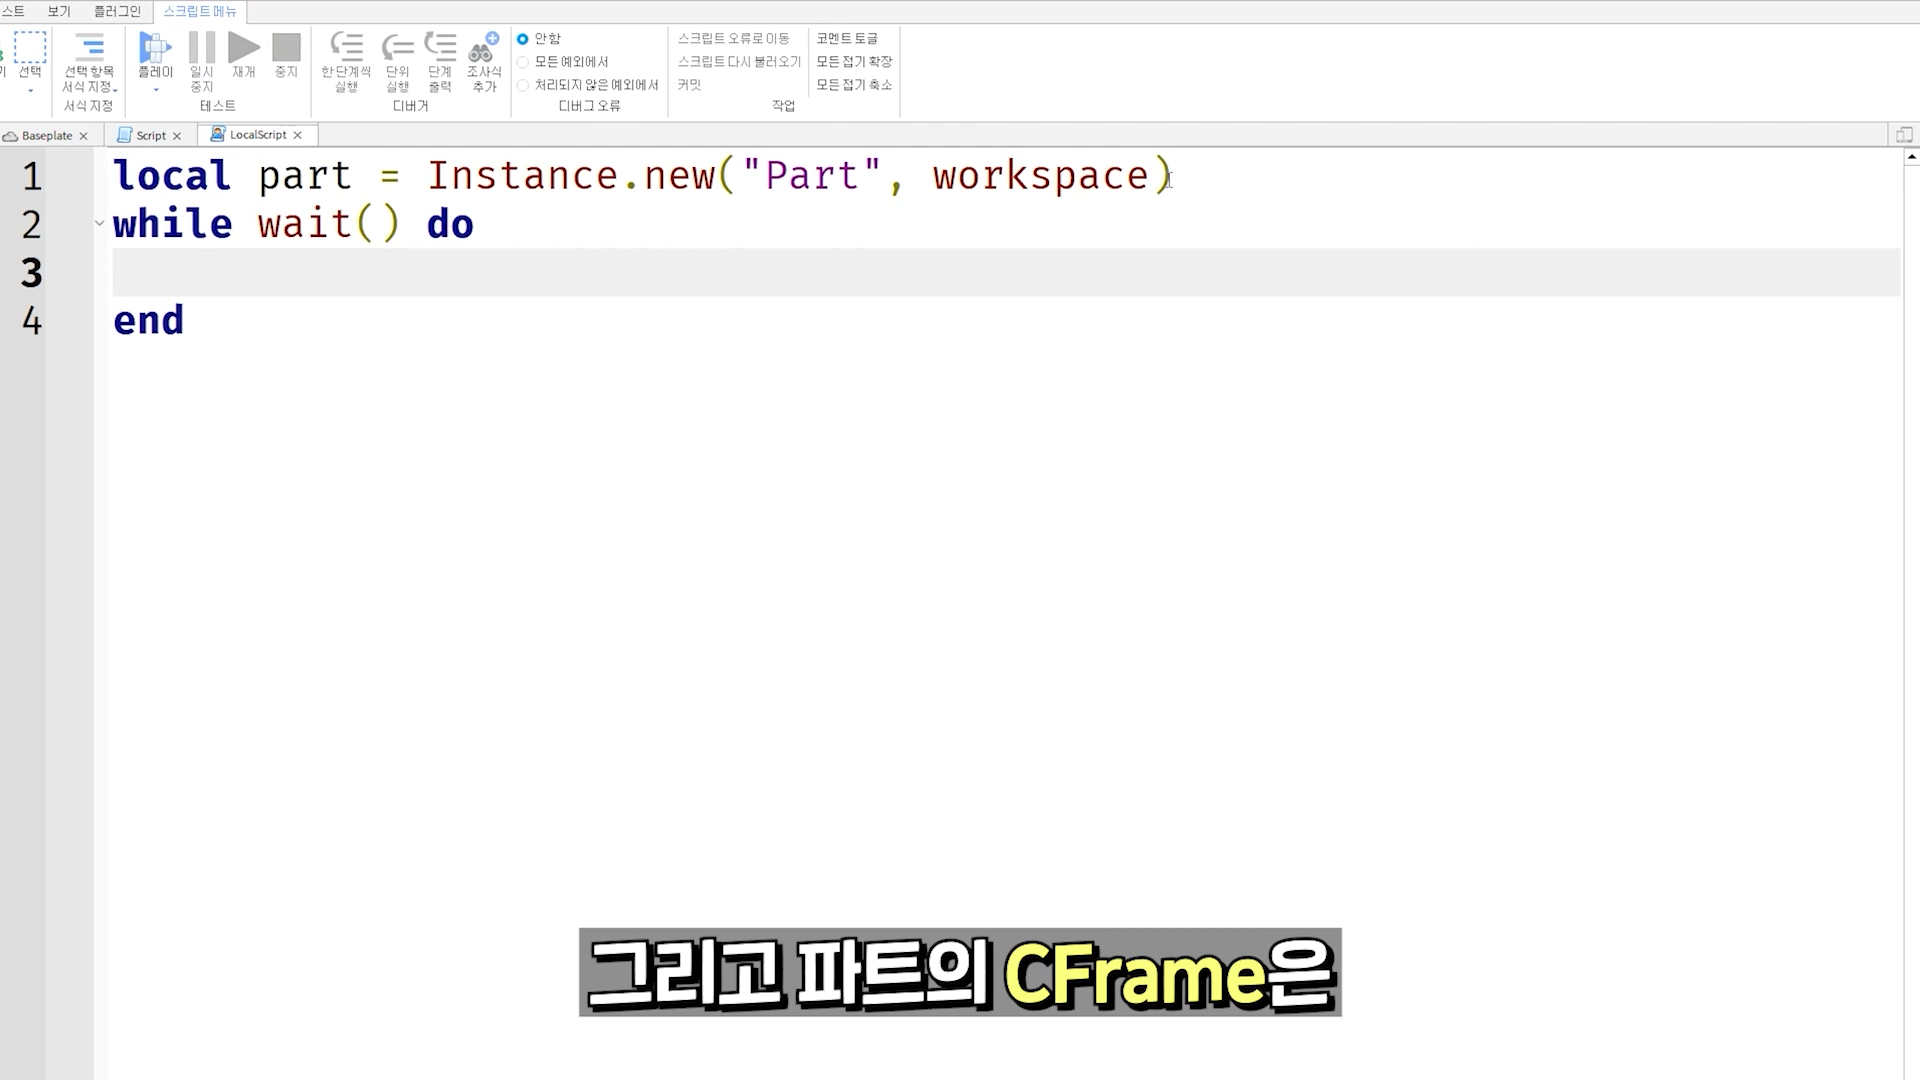 스트 보기 플러그인 스크립트 메뉴
선택
선택 항목
서식 지정
서식 지정
플레이
일시
중지
재개
중지
테스트
한 단계씩
실행
단위
실행
단계
출력
조사식
추가
디버거
안함
모든 예외에서
처리되지 않은 예외에서
디버그 오류
스크립트 오류로 이동
스크립트 다시 불러오기
커밋
코멘트 토글
모든 접기 확장
모든 접기 축소
작업
Baseplate Script LocalScript
1 local part = Instance.new("Part", workspace)
2 while wait() do
3
4 end
그리고 파트의 CFrame은